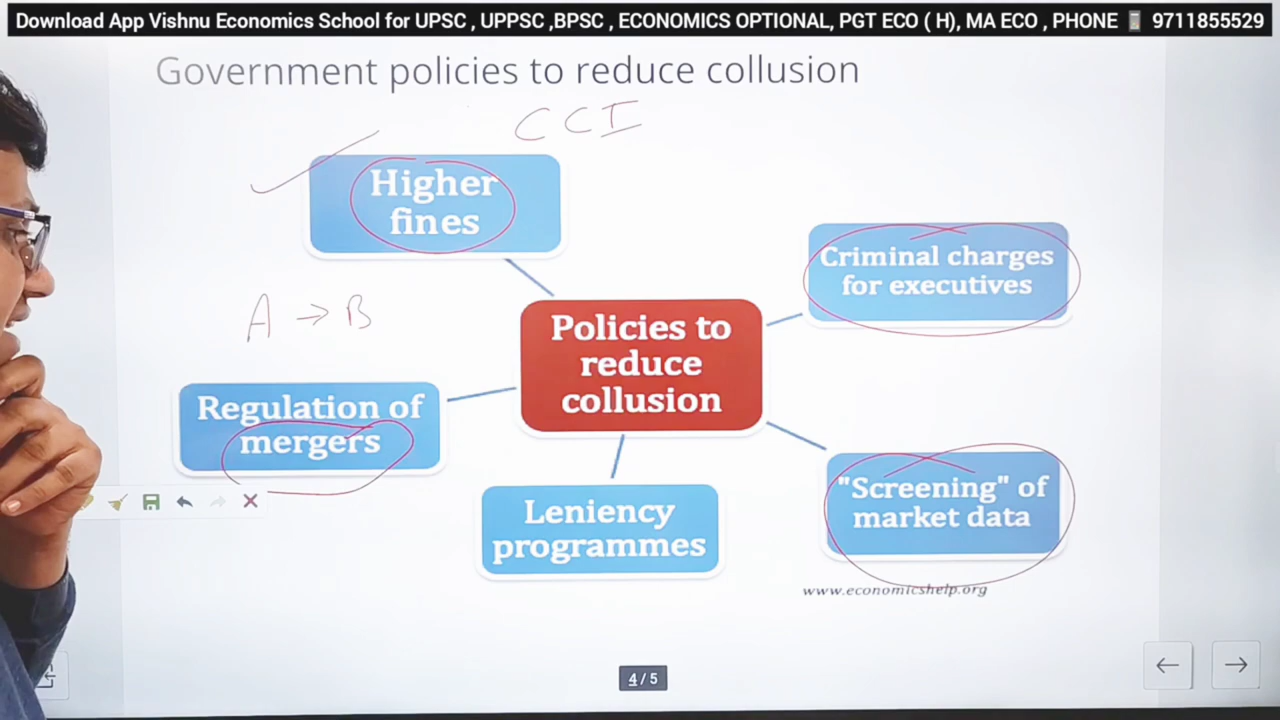 Download App Vishnu Economics School for UPSC , UPPSC ,BPSC , ECONOMICS OPTIONAL, PGT ECO ( H), MA ECO , PHONE 📱 9711855529
Government policies to reduce collusion
CCI
Higher
fines
Criminal charges
for executives
A → B
Policies to
reduce
collusion
Regulation of
mergers
"Screening" of
market data
Leniency
programmes
www.economicshelp.org
4 / 5